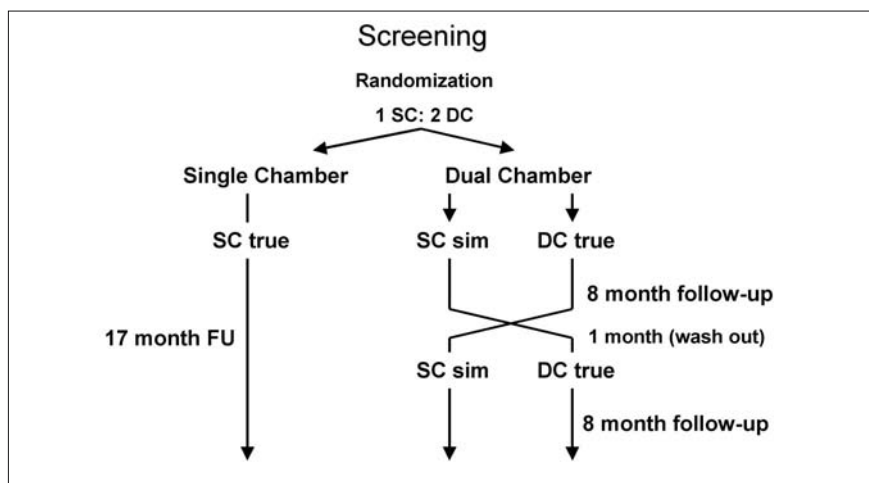 Screening
Randomization
1 SC: 2 DC
Single Chamber
Dual Chamber
SC true
SC sim
DC true
8 month follow-up
17 month FU
1 month (wash out)
SC sim
DC true
8 month follow-up